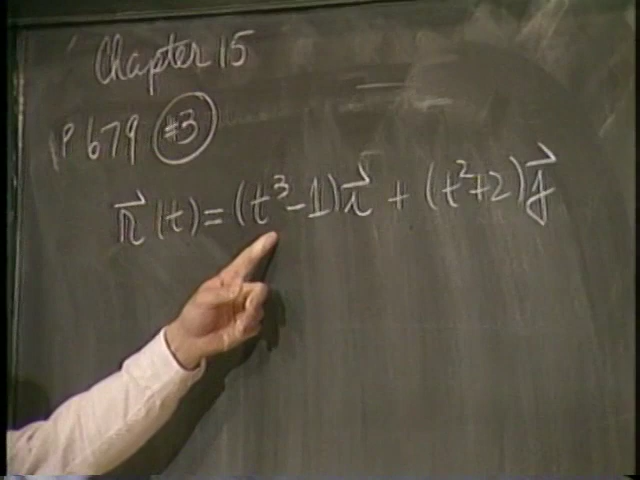 Chapter 15
P 679 #3
r⃗(t) = (t³-1)i⃗ + (t²+2)j⃗